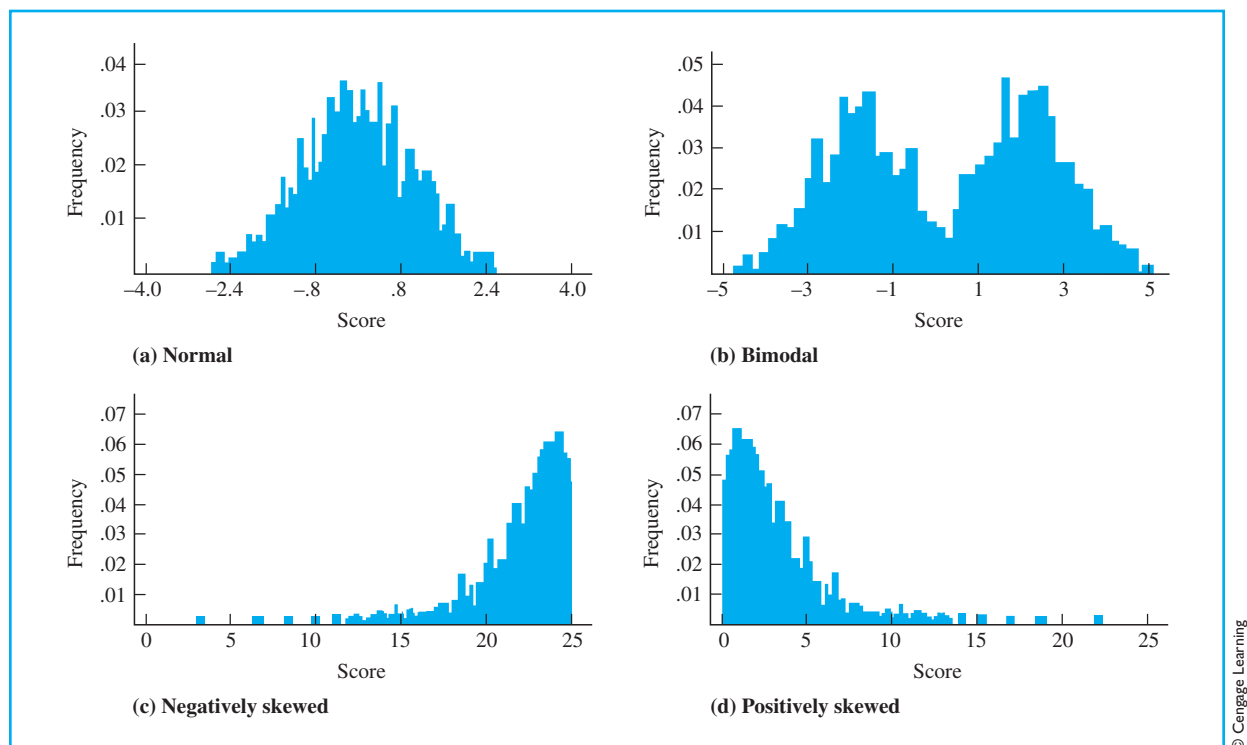 .04
.03
.02
.01
Frequency
–4.0 –2.4 –.8 .8 2.4 4.0
Score
(a) Normal
.05
.04
.03
.02
.01
Frequency
–5 –3 –1 1 3 5
Score
(b) Bimodal
.07
.06
.05
.04
.03
.02
.01
Frequency
0 5 10 15 20 25
Score
(c) Negatively skewed
.07
.06
.05
.04
.03
.02
.01
Frequency
0 5 10 15 20 25
Score
(d) Positively skewed
© Cengage Learning